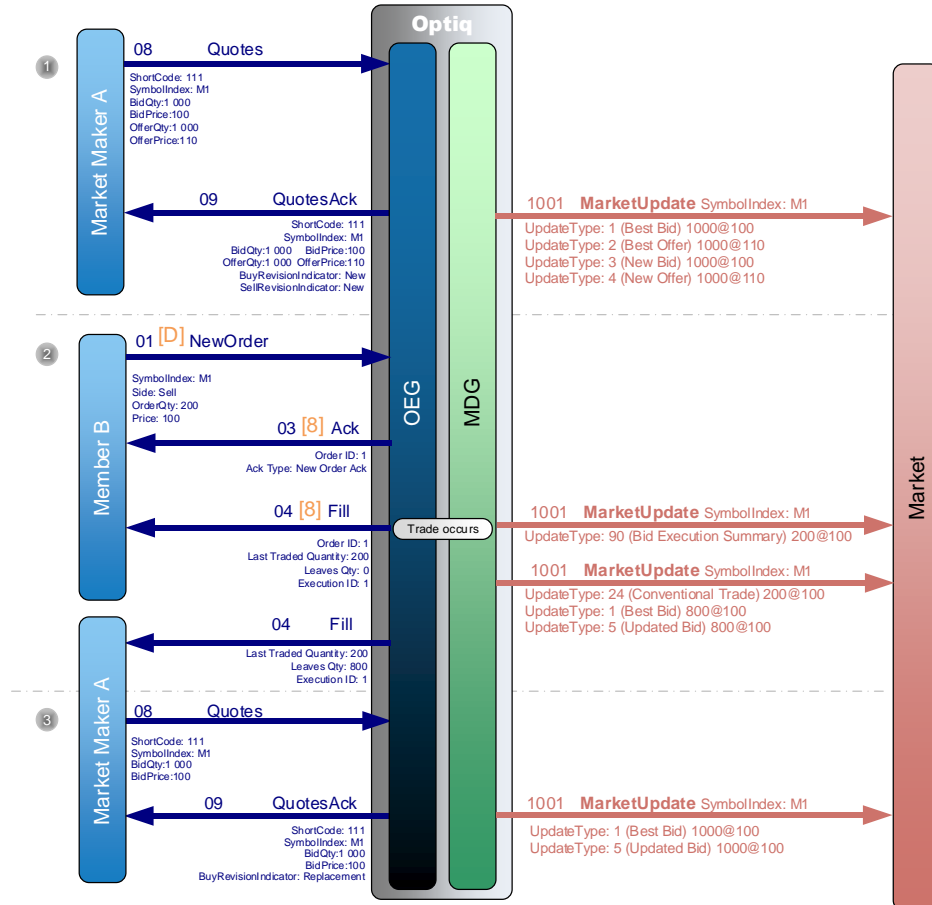 Optiq
OEG
MDG
Market
1
Market Maker A
08 Quotes
ShortCode: 111
SymbolIndex: M1
BidQty:1 000
BidPrice:100
OfferQty:1 000
OfferPrice:110
09 QuotesAck
ShortCode: 111
SymbolIndex: M1
BidQty:1 000 BidPrice:100
OfferQty:1 000 OfferPrice:110
BuyRevisionIndicator: New
SellRevisionIndicator: New
1001 MarketUpdate SymbolIndex: M1
UpdateType: 1 (Best Bid) 1000@100
UpdateType: 2 (Best Offer) 1000@110
UpdateType: 3 (New Bid) 1000@100
UpdateType: 4 (New Offer) 1000@110
2
Member B
01 [D] NewOrder
SymbolIndex: M1
Side: Sell
OrderQty: 200
Price: 100
03 [8] Ack
Order ID: 1
Ack Type: New Order Ack
04 [8] Fill
Order ID: 1
Last Traded Quantity: 200
Leaves Qty: 0
Execution ID: 1
Trade occurs
1001 MarketUpdate SymbolIndex: M1
UpdateType: 90 (Bid Execution Summary) 200@100
1001 MarketUpdate SymbolIndex: M1
UpdateType: 24 (Conventional Trade) 200@100
UpdateType: 1 (Best Bid) 800@100
UpdateType: 5 (Updated Bid) 800@100
Market Maker A
04 Fill
Last Traded Quantity: 200
Leaves Qty: 800
Execution ID: 1
3
08 Quotes
ShortCode: 111
SymbolIndex: M1
BidQty:1 000
BidPrice:100
09 QuotesAck
ShortCode: 111
SymbolIndex: M1
BidQty:1 000
BidPrice:100
BuyRevisionIndicator: Replacement
1001 MarketUpdate SymbolIndex: M1
UpdateType: 1 (Best Bid) 1000@100
UpdateType: 5 (Updated Bid) 1000@100